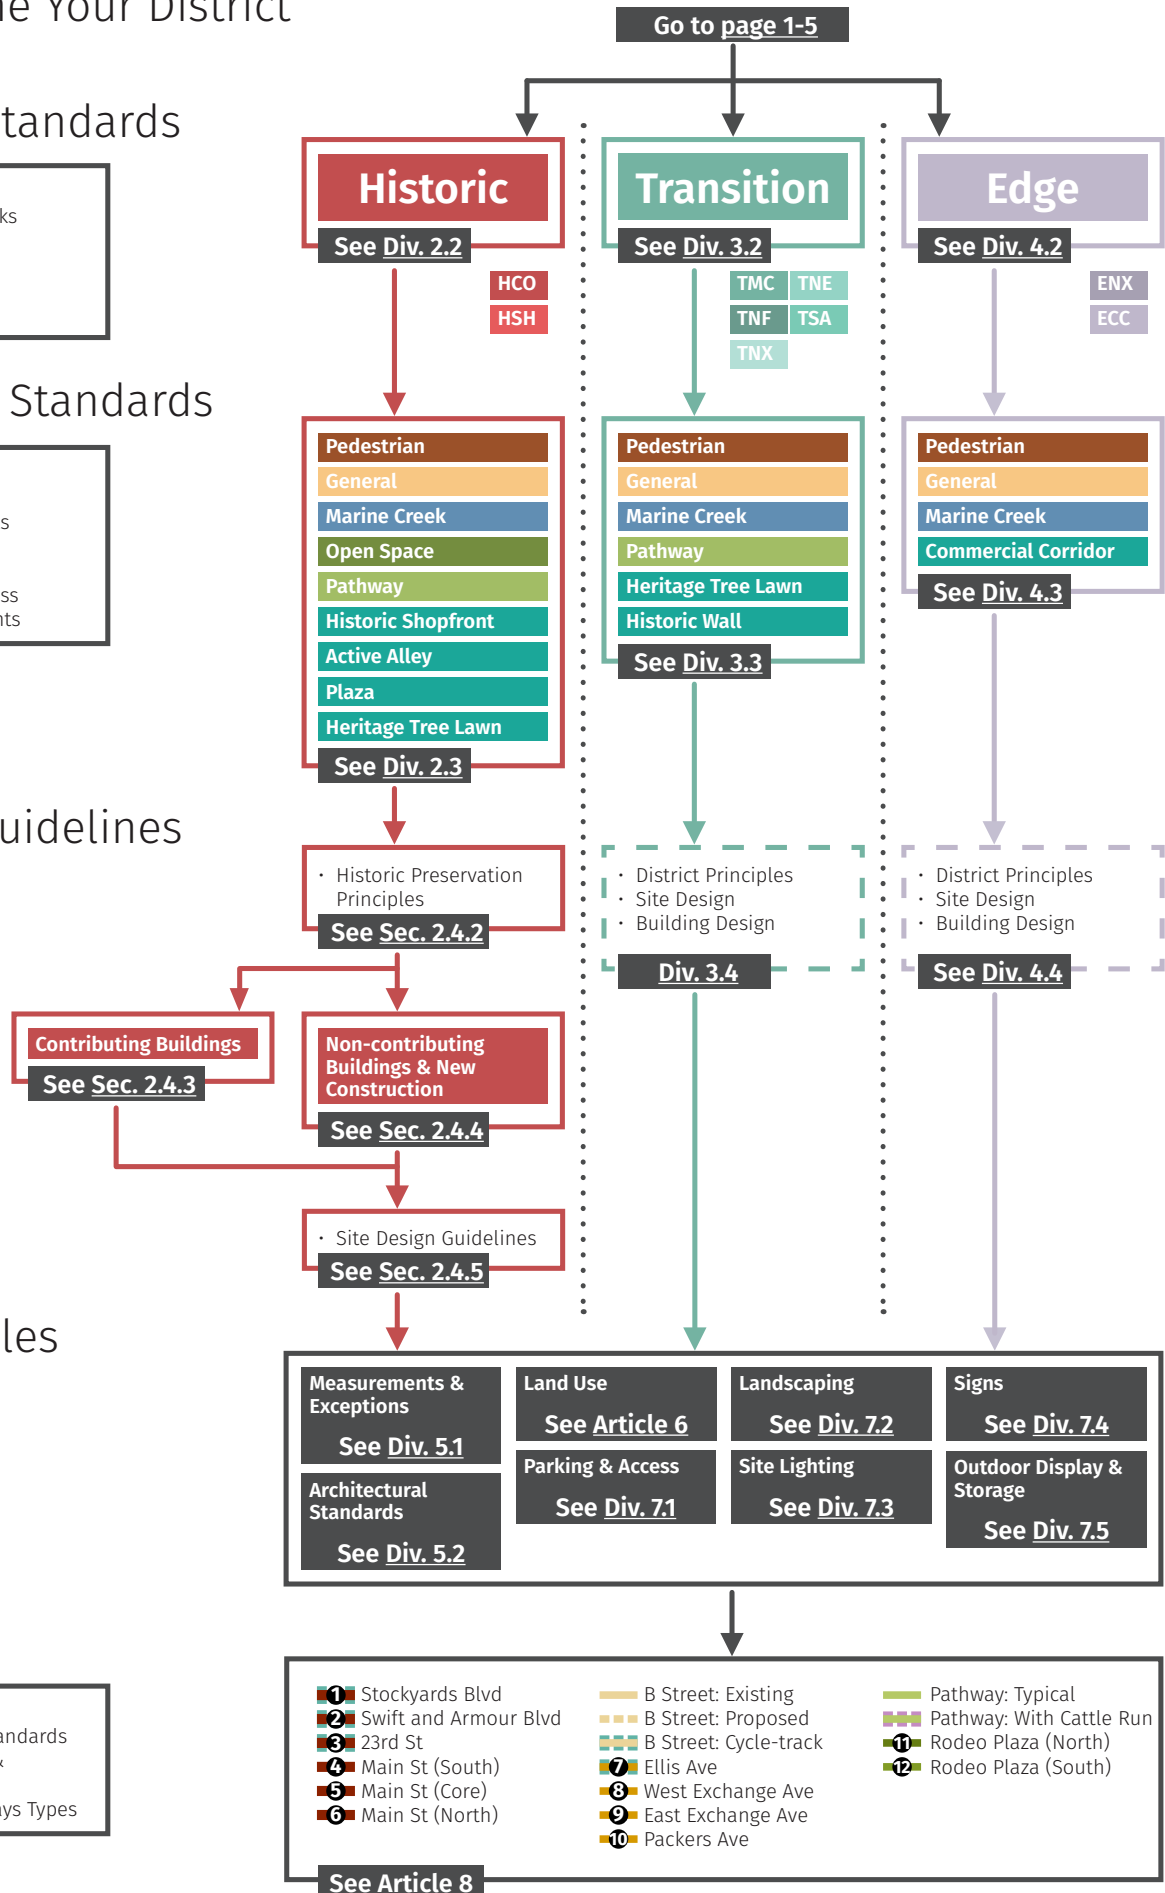 ne Your District
Go to page 1-5
tandards
ks
Historic
See Div. 2.2
HCO
HSH
Transition
See Div. 3.2
TMC TNE
TNF TSA
TNX
Edge
See Div. 4.2
ENX
ECC
Standards
s
ss
nts
Pedestrian
General
Marine Creek
Open Space
Pathway
Historic Shopfront
Active Alley
Plaza
Heritage Tree Lawn
See Div. 2.3
Pedestrian
General
Marine Creek
Pathway
Heritage Tree Lawn
Historic Wall
See Div. 3.3
Pedestrian
General
Marine Creek
Commercial Corridor
See Div. 4.3
uidelines
· Historic Preservation
Principles
See Sec. 2.4.2
· District Principles
· Site Design
· Building Design
Div. 3.4
· District Principles
· Site Design
· Building Design
See Div. 4.4
Contributing Buildings
See Sec. 2.4.3
Non-contributing
Buildings & New
Construction
See Sec. 2.4.4
· Site Design Guidelines
See Sec. 2.4.5
les
Measurements &
Exceptions
See Div. 5.1
Architectural
Standards
See Div. 5.2
Land Use
See Article 6
Parking & Access
See Div. 7.1
Landscaping
See Div. 7.2
Site Lighting
See Div. 7.3
Signs
See Div. 7.4
Outdoor Display &
Storage
See Div. 7.5
andards
&
ays Types
1 Stockyards Blvd
2 Swift and Armour Blvd
3 23rd St
4 Main St (South)
5 Main St (Core)
6 Main St (North)
B Street: Existing
B Street: Proposed
B Street: Cycle-track
7 Ellis Ave
8 West Exchange Ave
9 East Exchange Ave
10 Packers Ave
Pathway: Typical
Pathway: With Cattle Run
11 Rodeo Plaza (North)
12 Rodeo Plaza (South)
See Article 8